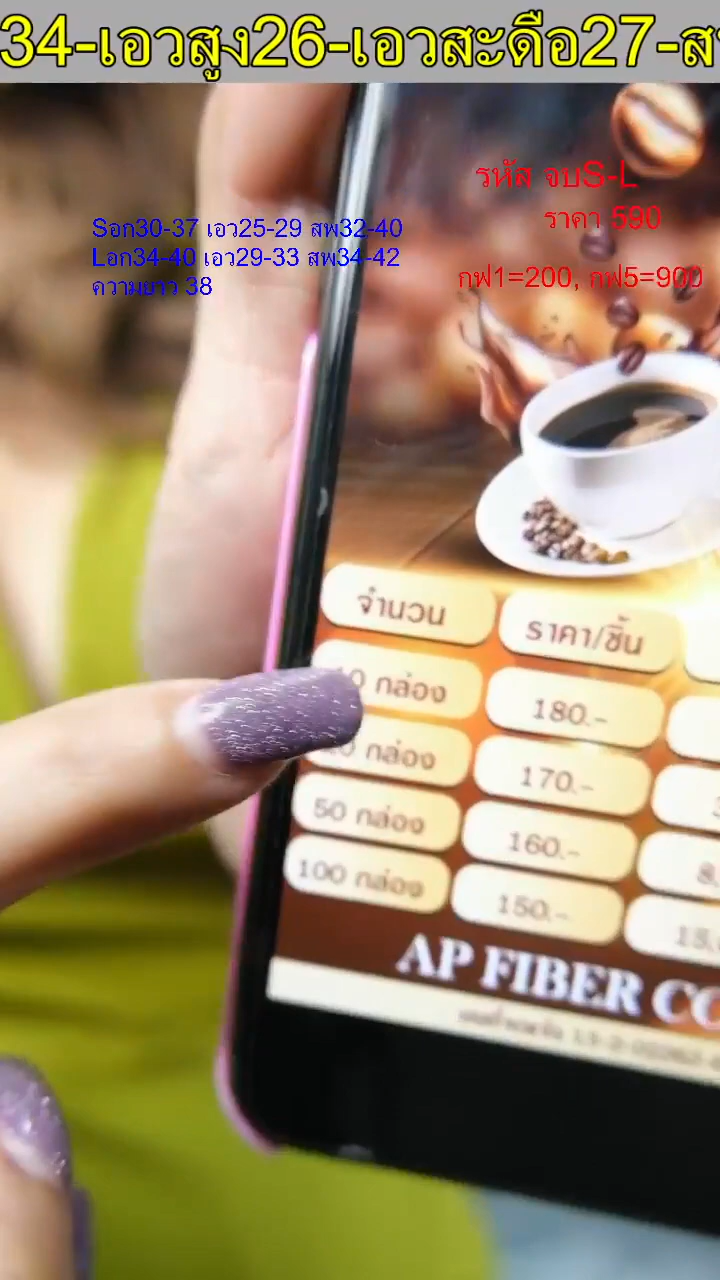 34-เอวสูง26-เอวสะดือ27-ส
รหัส จบS-L
ราคา 590
กฟ1=200, กฟ5=900
Sอก30-37 เอว25-29 สพ32-40
Lอก34-40 เอว29-33 สพ34-42
ความยาว 38
จำนวน ราคา/ชิ้น
10 กล่อง 180.-
กล่อง 170.-
50 กล่อง 160.-
100 กล่อง 150.-
AP FIBER CO